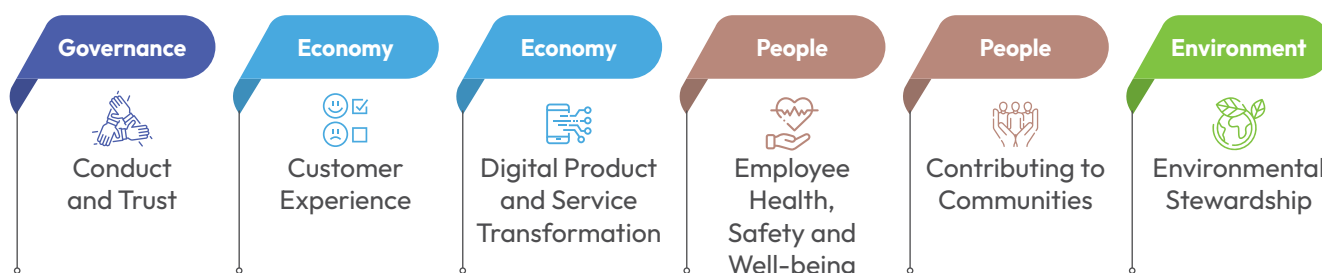 Governance
Conduct
and Trust
Economy
Customer
Experience
Economy
Digital Product
and Service
Transformation
People
Employee
Health,
Safety and
Well-being
People
Contributing to
Communities
Environment
Environmental
Stewardship